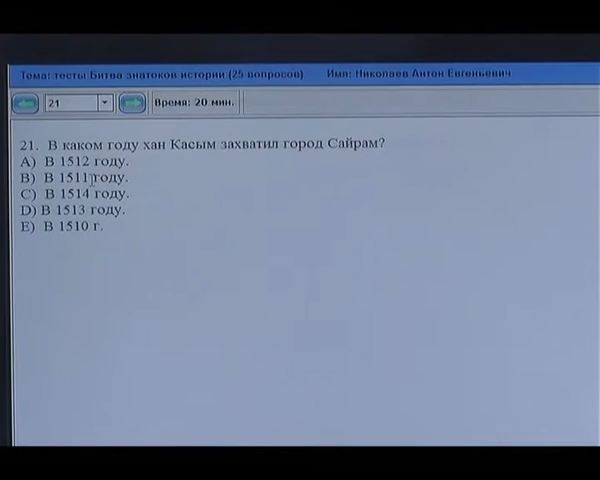 Тема: тесты Битва знатоков истории (25 вопросов) Имя: Николаев Антон Евгеньевич
21 Время: 20 мин.
21. В каком году хан Касым захватил город Сайрам?
A) В 1512 году.
B) В 1511 году.
C) В 1514 году.
D) В 1513 году.
E) В 1510 г.